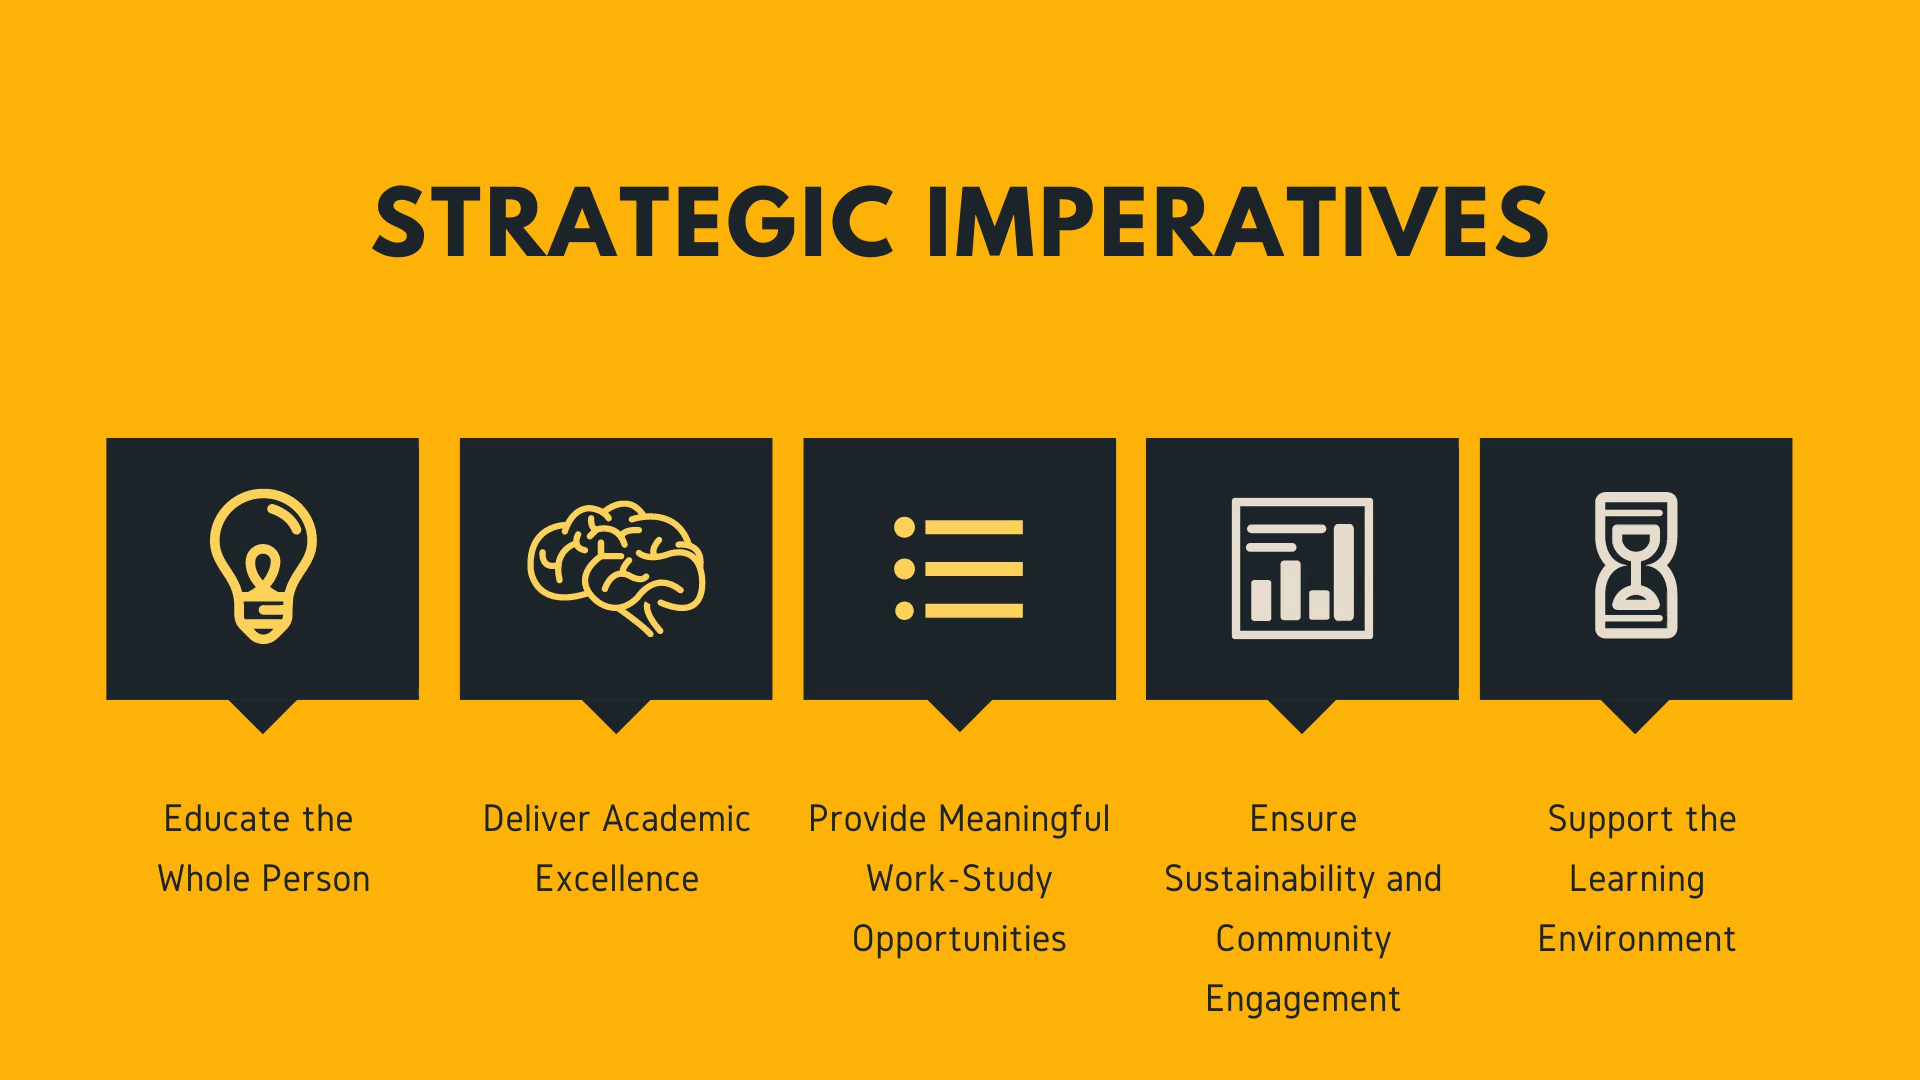 STRATEGIC IMPERATIVES
Educate the
Whole Person
Deliver Academic
Excellence
Provide Meaningful
Work-Study
Opportunities
Ensure
Sustainability and
Community
Engagement
Support the
Learning
Environment